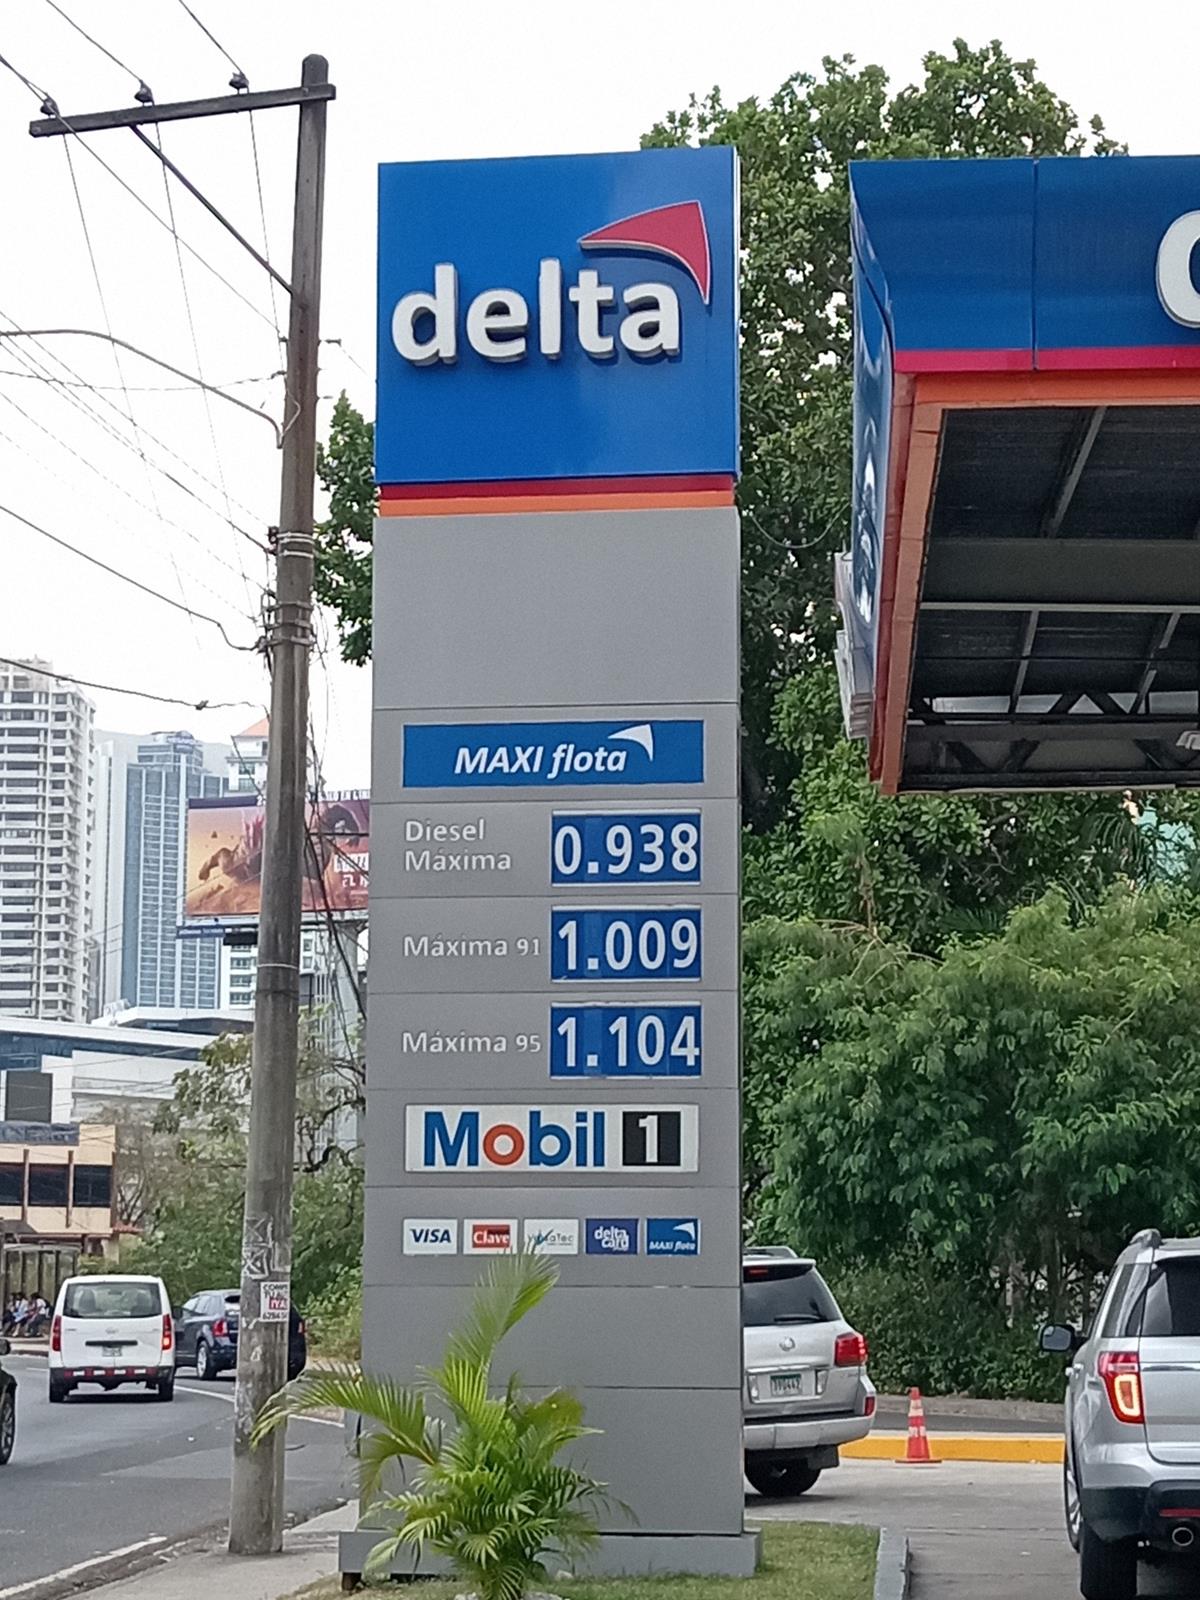 delta
MAXI flota
Diesel
Máxima
0.938
Máxima 91
1.009
Máxima 95
1.104
Mobil 1
VISA
Clave
delta
card
MAXI flota